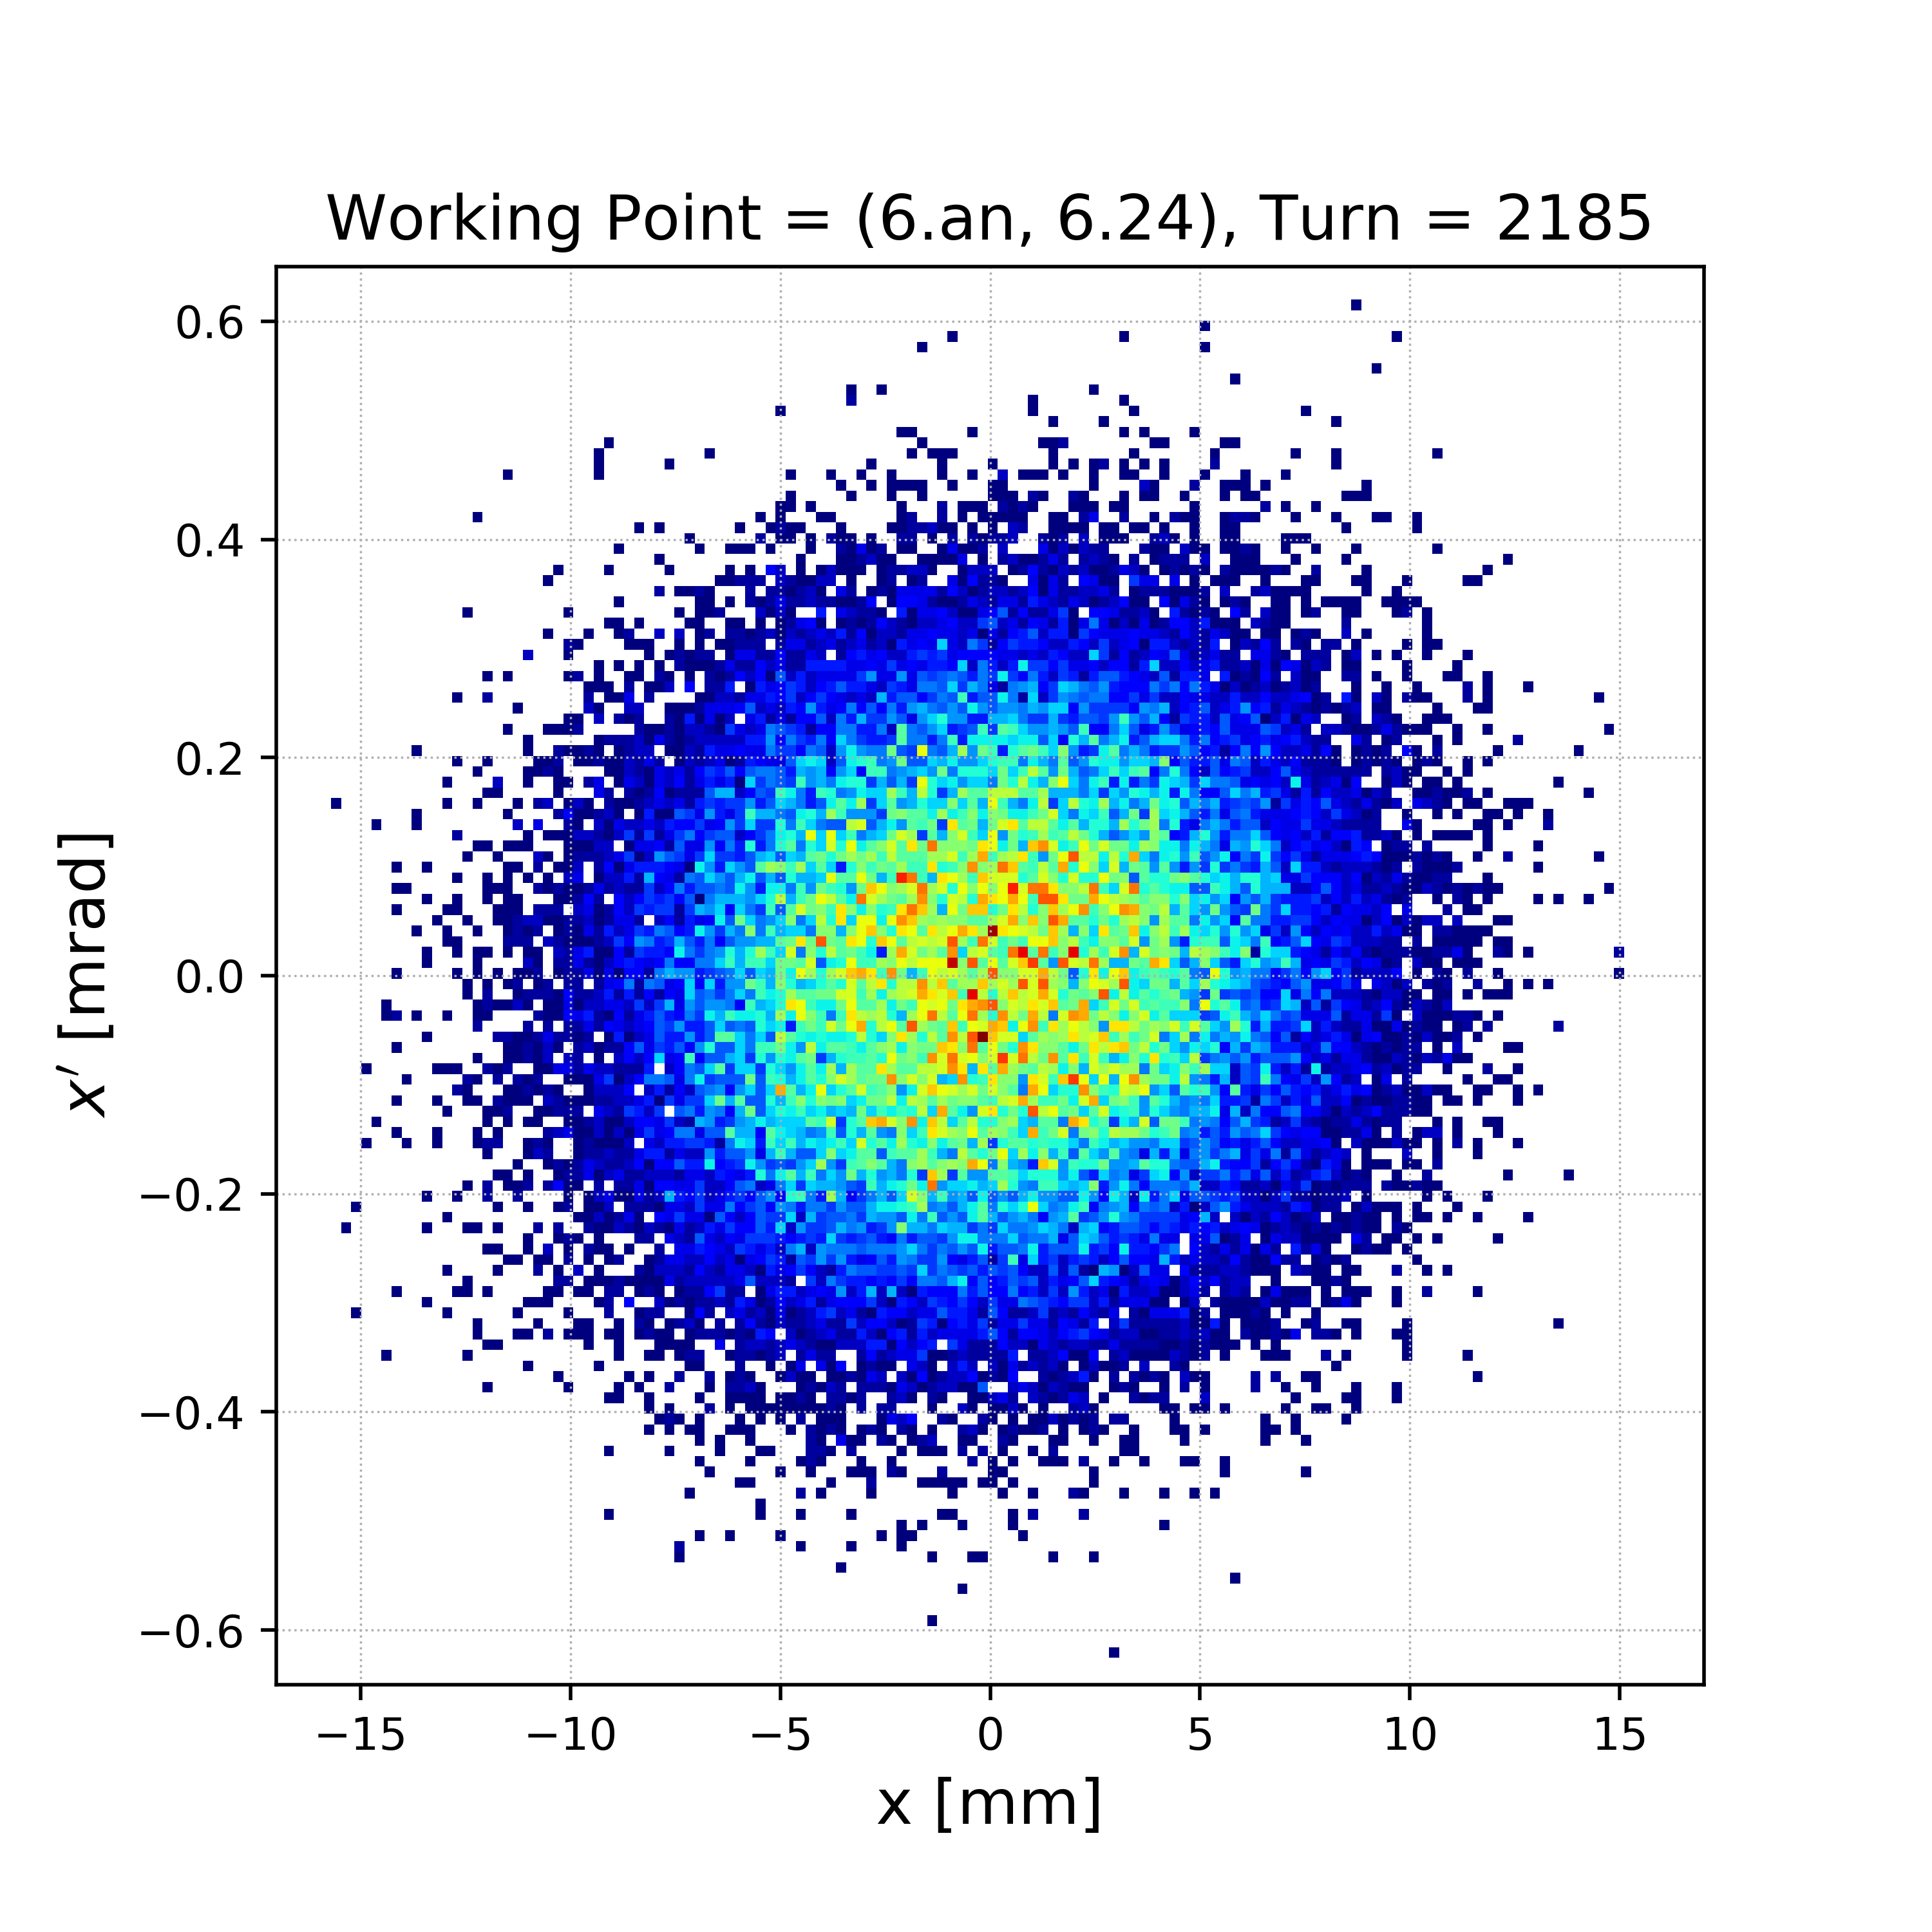 Working Point = (6.an, 6.24), Turn = 2185
0.6
0.4
0.2
0.0
−0.2
−0.4
−0.6
x′ [mrad]
−15 −10 −5 0 5 10 15
x [mm]